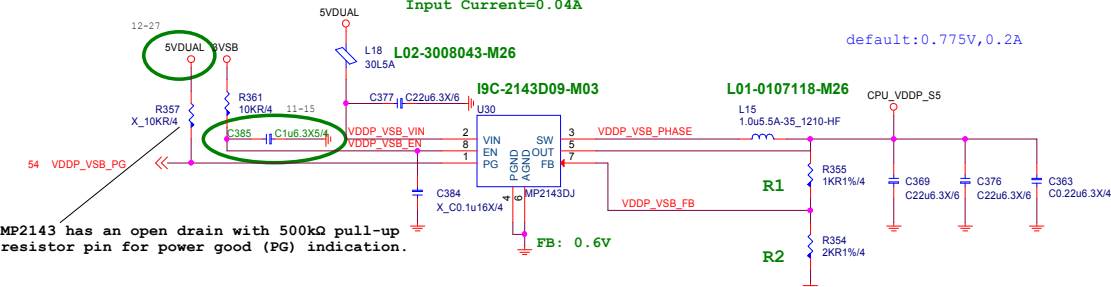 Input Current=0.04A
5VDUAL
12-27
5VDUAL
3VSB
L18
30L5A
L02-3008043-M26
default:0.775V,0.2A
I9C-2143D09-M03
L01-0107118-M26
R357
X_10KR/4
R361
10KR/4
11-15
C377
C22u6.3X/6
U30
L15
1.0u5.5A-35_1210-HF
CPU_VDDP_S5
C385
C1u6.3X5/4
VDDP_VSB_VIN
VDDP_VSB_EN
2
8
1
VIN
EN
PG
SW
OUT
FB
3
5
7
VDDP_VSB_PHASE
54
VDDP_VSB_PG
PGND
AGND
4
6
MP2143DJ
C384
X_C0.1u16X/4
VDDP_VSB_FB
R1
R355
1KR1%/4
C369
C22u6.3X/6
C376
C22u6.3X/6
C363
C0.22u6.3X/4
MP2143 has an open drain with 500kΩ pull-up
resistor pin for power good (PG) indication.
FB: 0.6V
R2
R354
2KR1%/4